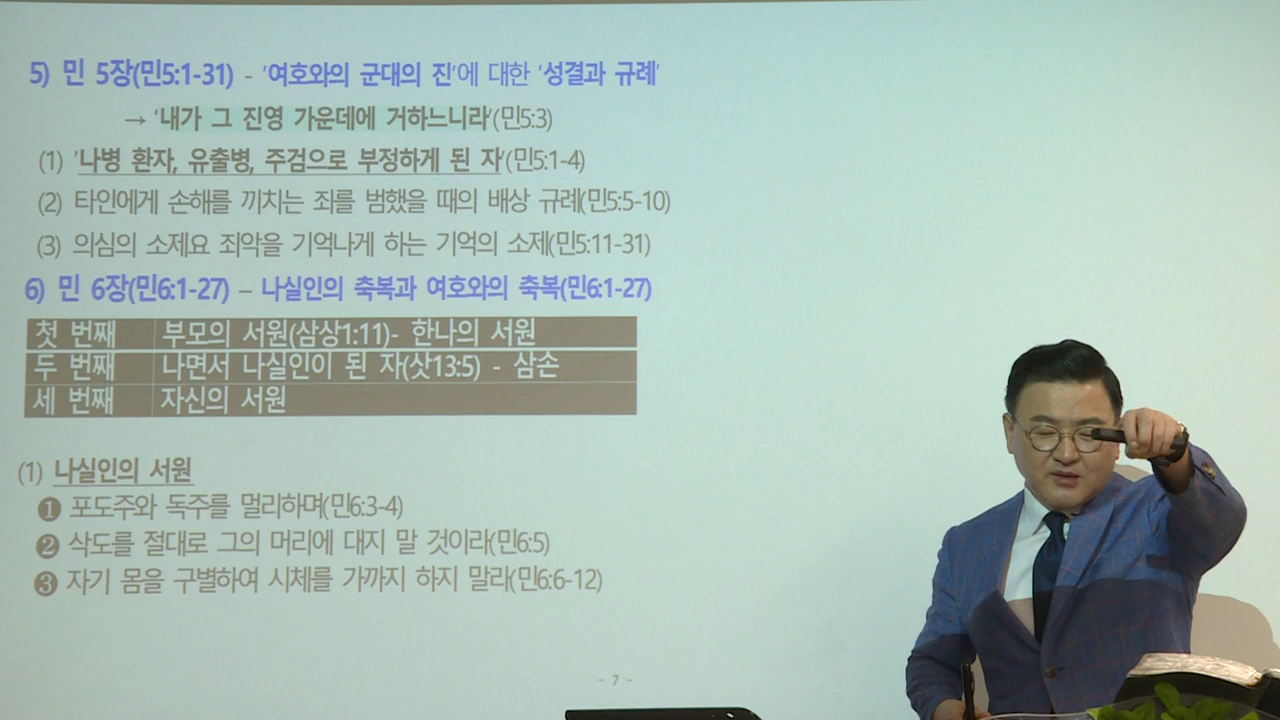 5) 민 5장(민5:1-31) - '여호와의 군대의 진'에 대한 '성결과 규례'
→ '내가 그 진영 가운데에 거하느니라'(민5:3)
(1) '나병 환자, 유출병, 주검으로 부정하게 된 자'(민5:1-4)
(2) 타인에게 손해를 끼치는 죄를 범했을 때의 배상 규례(민5:5-10)
(3) 의심의 소제요 죄악을 기억나게 하는 기억의 소제(민5:11-31)
6) 민 6장(민6:1-27) – 나실인의 축복과 여호와의 축복(민6:1-27)
첫 번째 부모의 서원(삼상1:11)- 한나의 서원
두 번째 나면서 나실인이 된 자(삿13:5) - 삼손
세 번째 자신의 서원
(1) 나실인의 서원
❶ 포도주와 독주를 멀리하며(민6:3-4)
❷ 삭도를 절대로 그의 머리에 대지 말 것이라(민6:5)
❸ 자기 몸을 구별하여 시체를 가까지 하지 말라(민6:6-12)
- 7 -